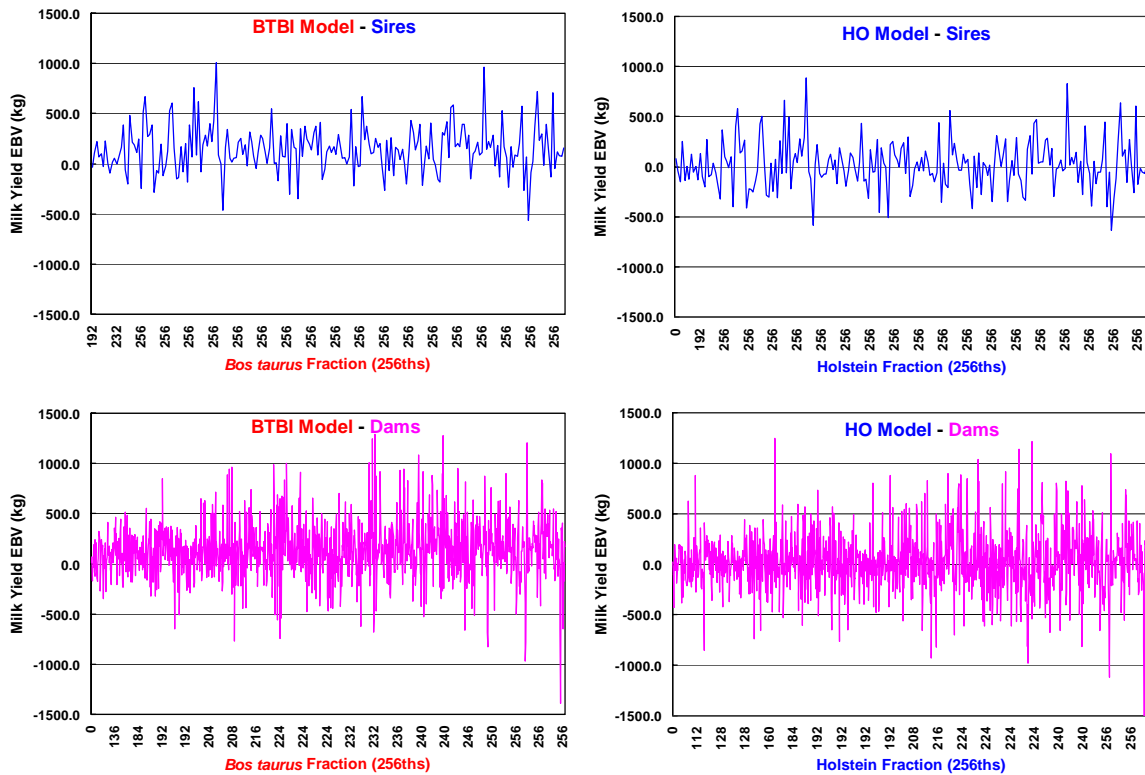 BTBI Model - Sires
Milk Yield EBV (kg)
1500.0
1000.0
500.0
0.0
-500.0
-1000.0
-1500.0
192 232 256 256 256 256 256 256 256 256 256 256 256 256 256 256 256 256 256 256
Bos taurus Fraction (256ths)
HO Model - Sires
Milk Yield EBV (kg)
1500.0
1000.0
500.0
0.0
-500.0
-1000.0
-1500.0
0 192 256 256 256 256 256 256 256 256 256 256 256 256 256 256 256 256 256 256
Holstein Fraction (256ths)
BTBI Model - Dams
Milk Yield EBV (kg)
1500.0
1000.0
500.0
0.0
-500.0
-1000.0
-1500.0
0 136 184 192 200 204 208 216 224 224 228 232 232 236 240 240 248 250 256 256 256
Bos taurus Fraction (256ths)
HO Model - Dams
Milk Yield EBV (kg)
1500.0
1000.0
500.0
0.0
-500.0
-1000.0
-1500.0
0 112 128 128 160 184 192 192 192 200 208 216 224 224 228 234 240 240 250 256 256
Holstein Fraction (256ths)